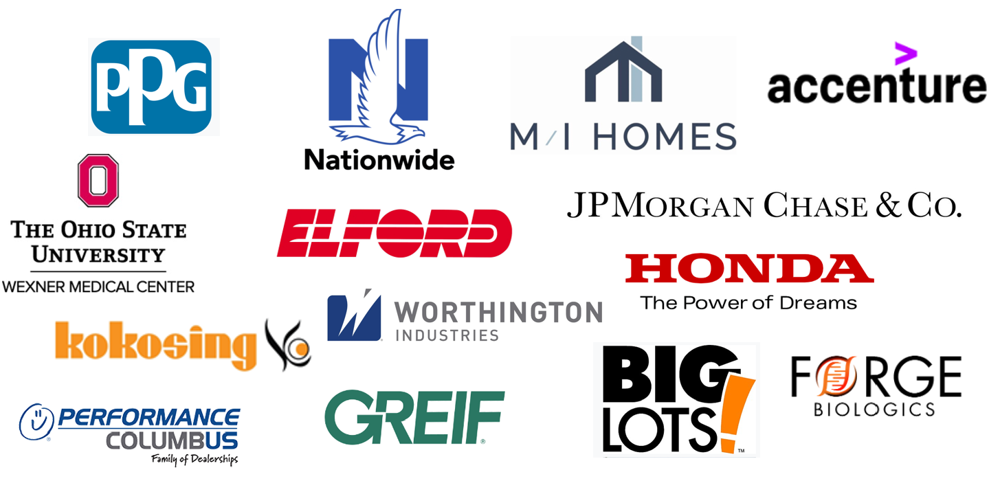 PPG
Nationwide
M/I HOMES
accenture
THE OHIO STATE
UNIVERSITY
WEXNER MEDICAL CENTER
ELFORD
JPMORGAN CHASE & CO.
HONDA
The Power of Dreams
WORTHINGTON
INDUSTRIES
kokosing
BIG
LOTS!
TM
FORGE
BIOLOGICS
PERFORMANCE
COLUMBUS
Family of Dealerships
GREIF